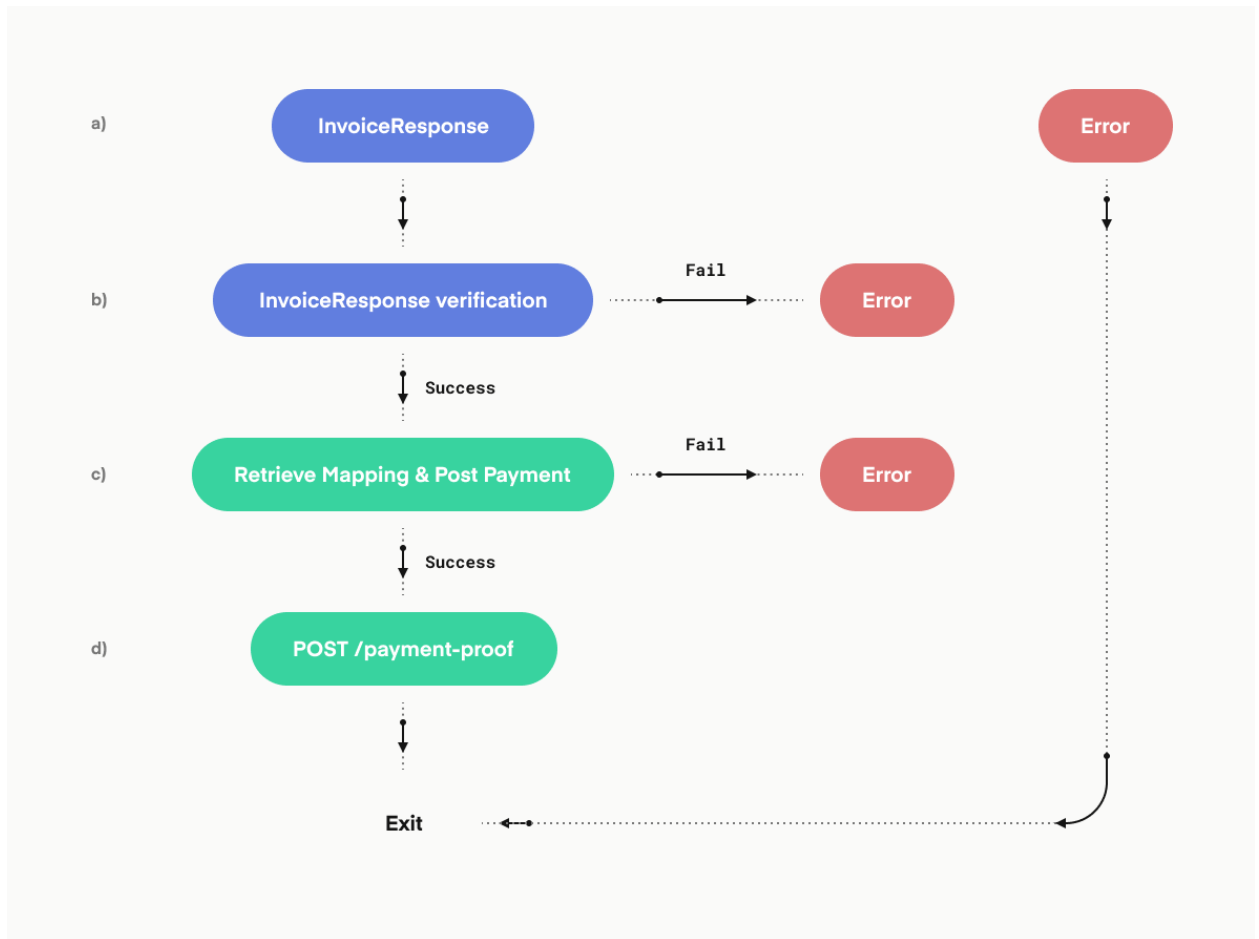 a)
InvoiceResponse
Error
b)
InvoiceResponse verification
Fail
Error
Success
c)
Retrieve Mapping & Post Payment
Fail
Error
Success
d)
POST /payment-proof
Exit